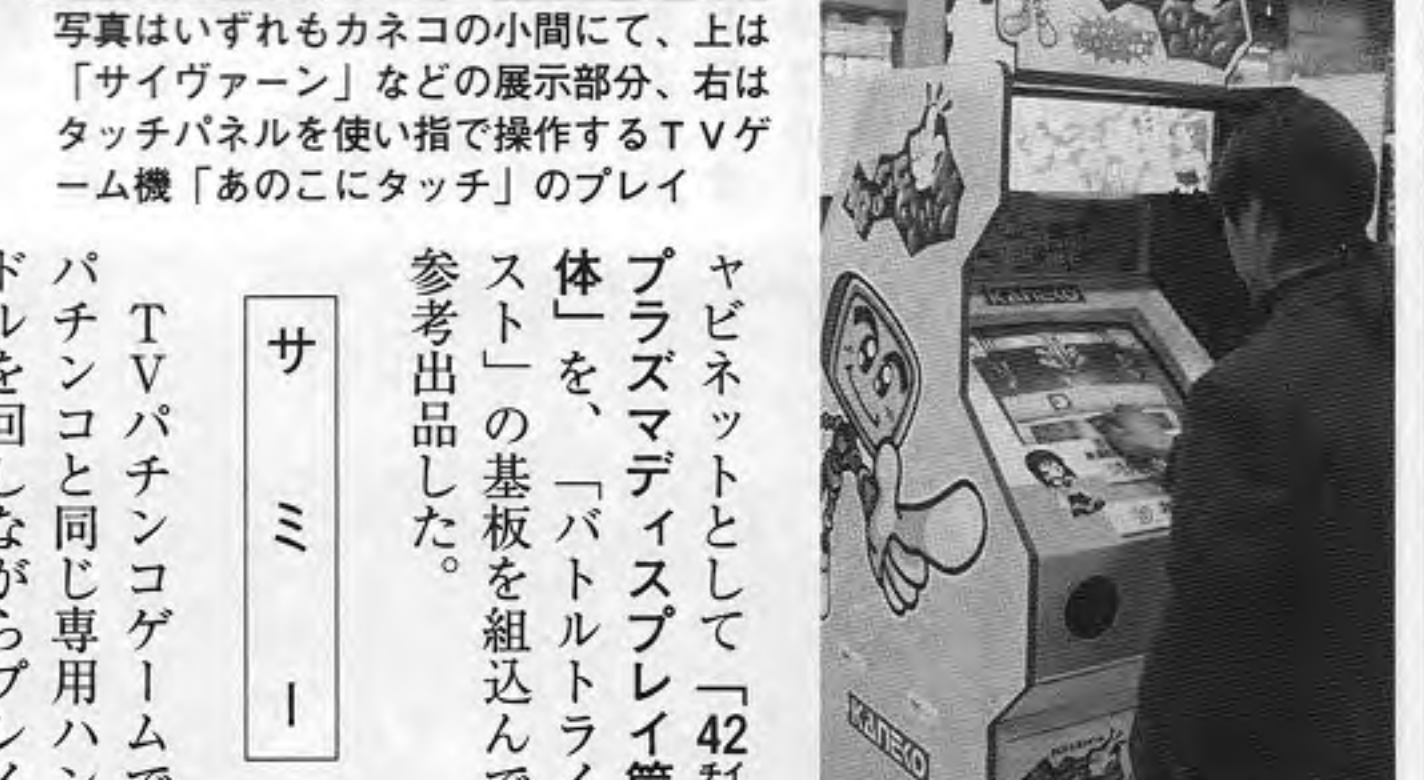 写真はいずれもカネコの小間にて、上は
「サイヴァーン」などの展示部分、右は
タッチパネルを使い指で操作するTVゲ
ーム機「あのこにタッチ」のプレイ
ャビネットとして「42
プラズマディスプレイ筐
体」を、「バトルトライ
スト」の基板を組込んで
参考出品した。
サミー
TVパチンコゲームで
パチンコと同じ専用ハン
ドルを回しながらプレイ
KANECO
KANECO